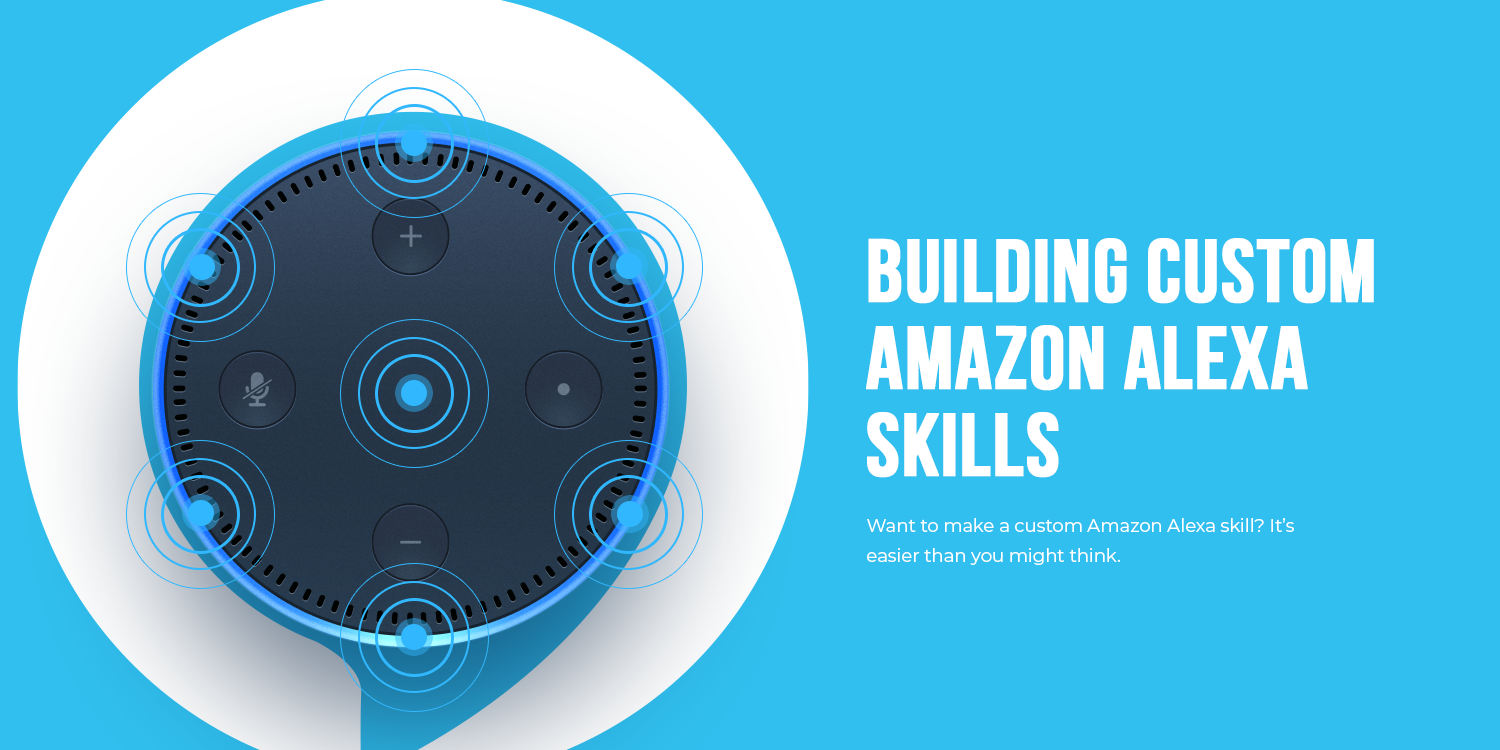 BUILDING CUSTOM
AMAZON ALEXA
SKILLS
Want to make a custom Amazon Alexa skill? It’s
easier than you might think.